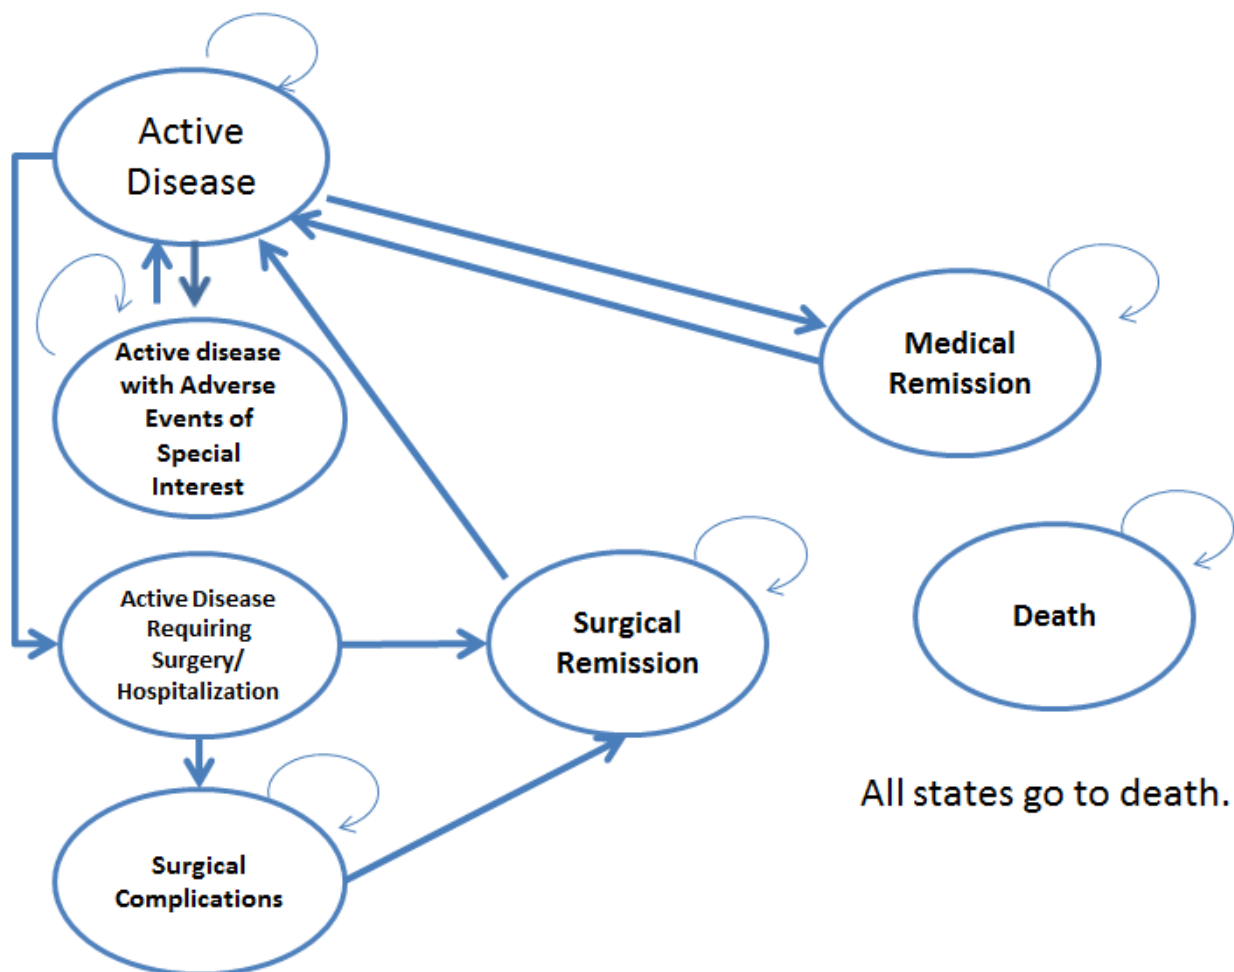 Active
Disease
Active disease
with Adverse
Events of
Special
Interest
Medical
Remission
Active Disease
Requiring
Surgery/
Hospitalization
Surgical
Remission
Death
All states go to death.
Surgical
Complications